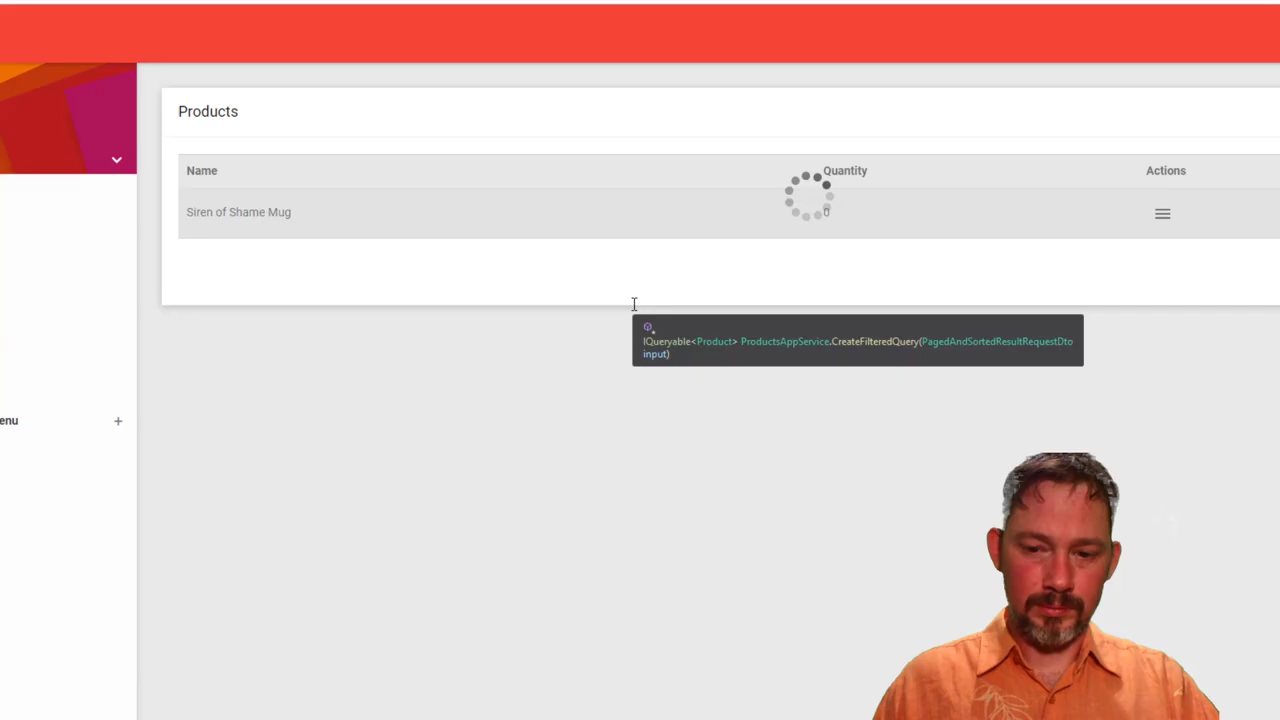 Products
Name Quantity Actions
Siren of Shame Mug 0
IQueryable<Product> ProductsAppService.CreateFilteredQuery(PagedAndSortedResultRequestDto
input)
enu +